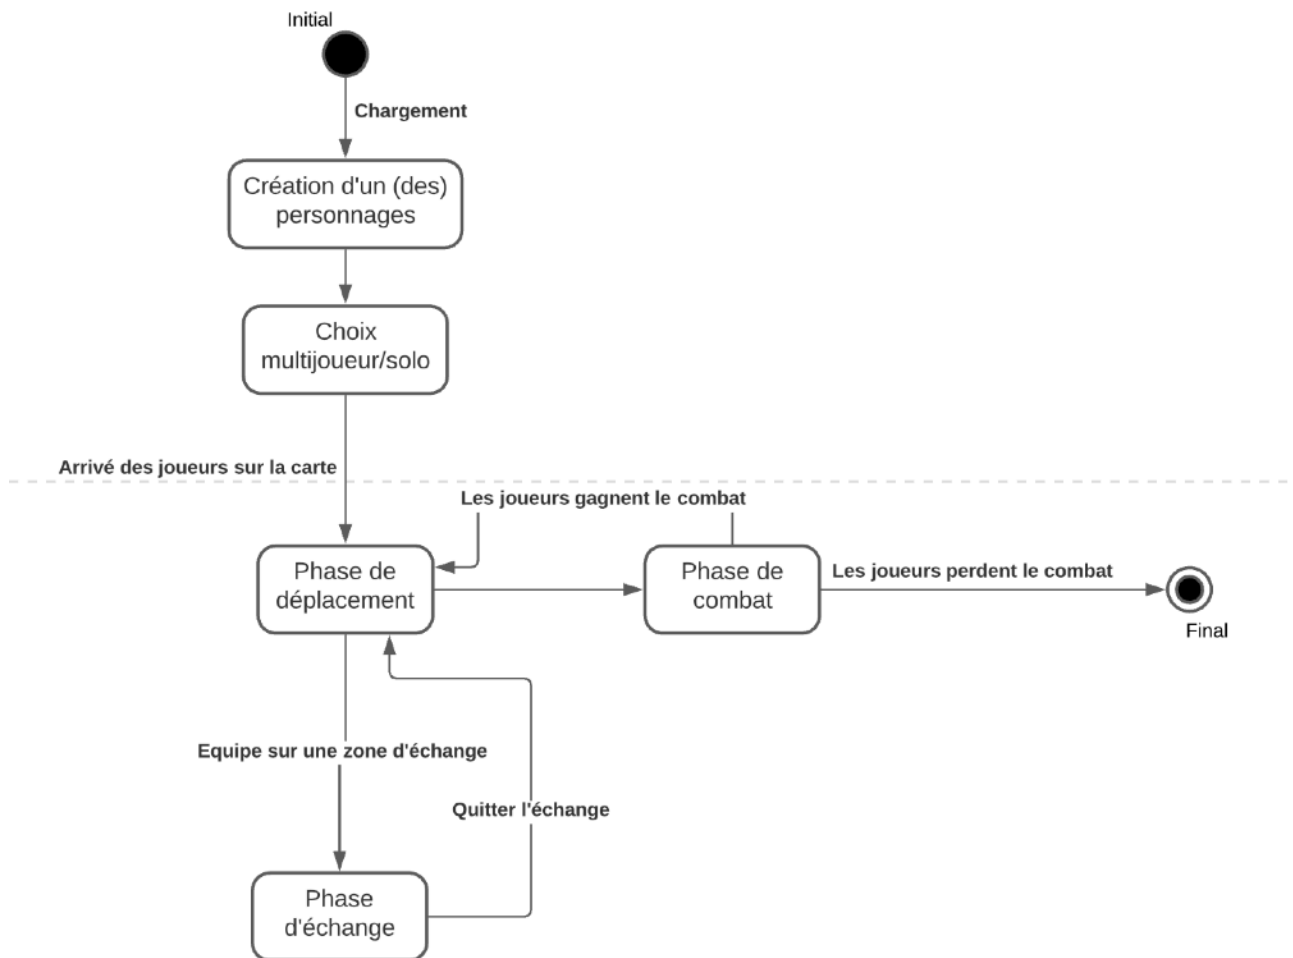 Initial
Chargement
Création d'un (des)
personnages
Choix
multijoueur/solo
Arrivé des joueurs sur la carte
Les joueurs gagnent le combat
Phase de
déplacement
Phase de
combat
Les joueurs perdent le combat
Final
Equipe sur une zone d'échange
Quitter l'échange
Phase
d'échange